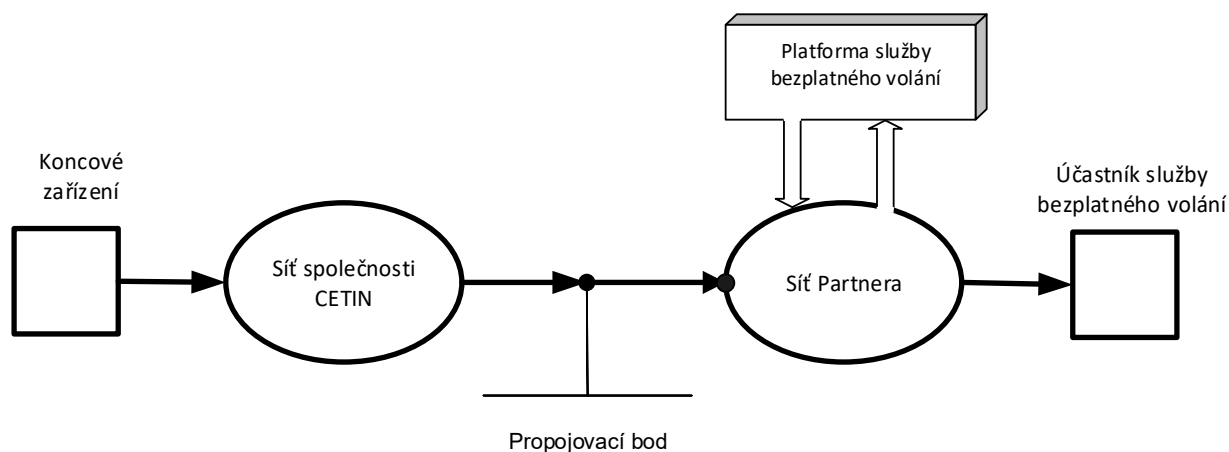 Platforma služby
bezplatného volání
Koncové
zařízení
Účastník služby
bezplatného volání
Síť společnosti
CETIN
Síť Partnera
Propojovací bod